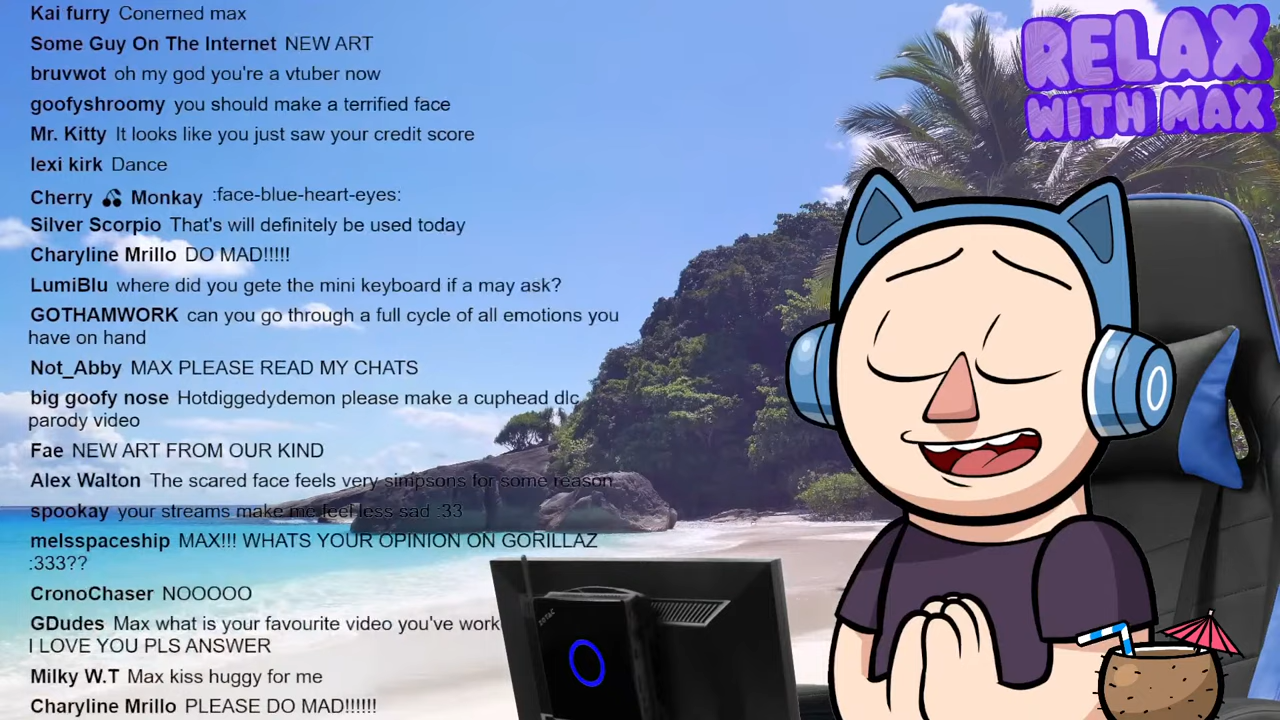 Kai furry Conerned max
RELAX
WITH MAX
Some Guy On The Internet NEW ART
bruvwot oh my god you're a vtuber now
goofyshroomy you should make a terrified face
Mr. Kitty It looks like you just saw your credit score
lexi kirk Dance
Cherry 🍒 Monkay :face-blue-heart-eyes:
Silver Scorpio That's will definitely be used today
Charyline Mrillo DO MAD!!!!!
LumiBlu where did you gete the mini keyboard if a may ask?
GOTHAMWORK can you go through a full cycle of all emotions you
have on hand
Not_Abby MAX PLEASE READ MY CHATS
big goofy nose Hotdiggedydemon please make a cuphead dlc
parody video
Fae NEW ART FROM OUR KIND
Alex Walton The scared face feels very simpsons for some reason
spookay your streams make me feel less sad :33
melsspaceship MAX!!! WHATS YOUR OPINION ON GORILLAZ
:333??
CronoChaser NOOOOO
GDudes Max what is your favourite video you've work
I LOVE YOU PLS ANSWER
Milky W.T Max kiss huggy for me
Charyline Mrillo PLEASE DO MAD!!!!!!
ZOTAC